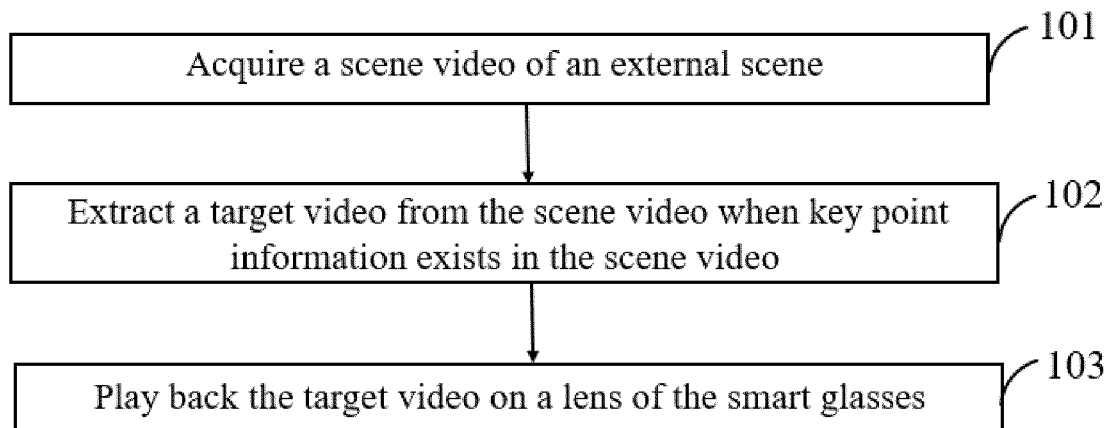 101
Acquire a scene video of an external scene
102
Extract a target video from the scene video when key point
information exists in the scene video
103
Play back the target video on a lens of the smart glasses